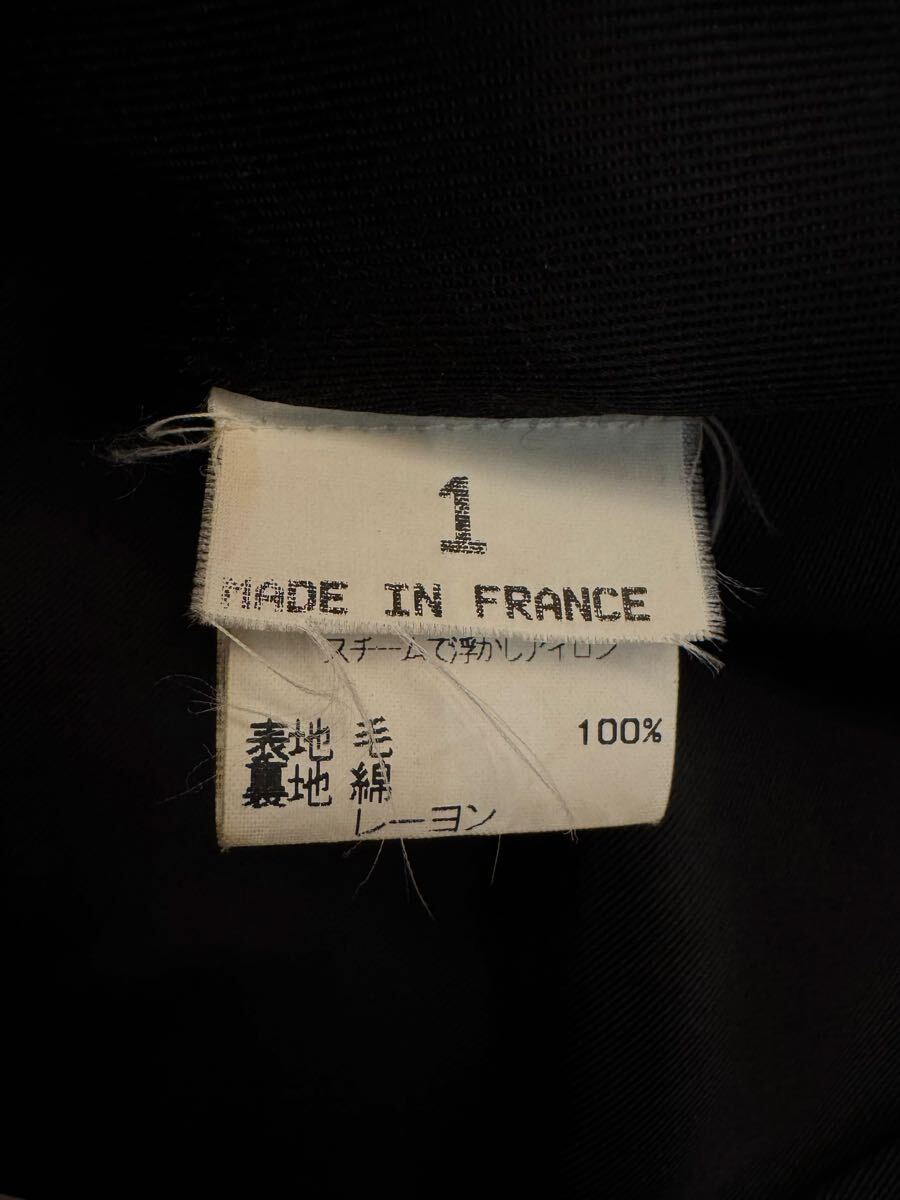 1
MADE IN FRANCE
スチームで浮かしアイロン
表地 毛 100%
裏地 綿
レーヨン